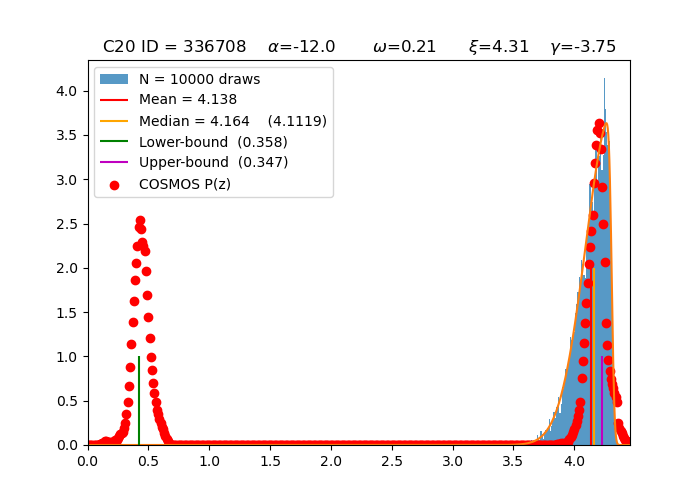 C20 ID = 336708 α=-12.0 ω=0.21 ξ=4.31 γ=-3.75
N = 10000 draws
Mean = 4.138
Median = 4.164 (4.1119)
Lower-bound (0.358)
Upper-bound (0.347)
COSMOS P(z)
4.0
3.5
3.0
2.5
2.0
1.5
1.0
0.5
0.0
0.0 0.5 1.0 1.5 2.0 2.5 3.0 3.5 4.0